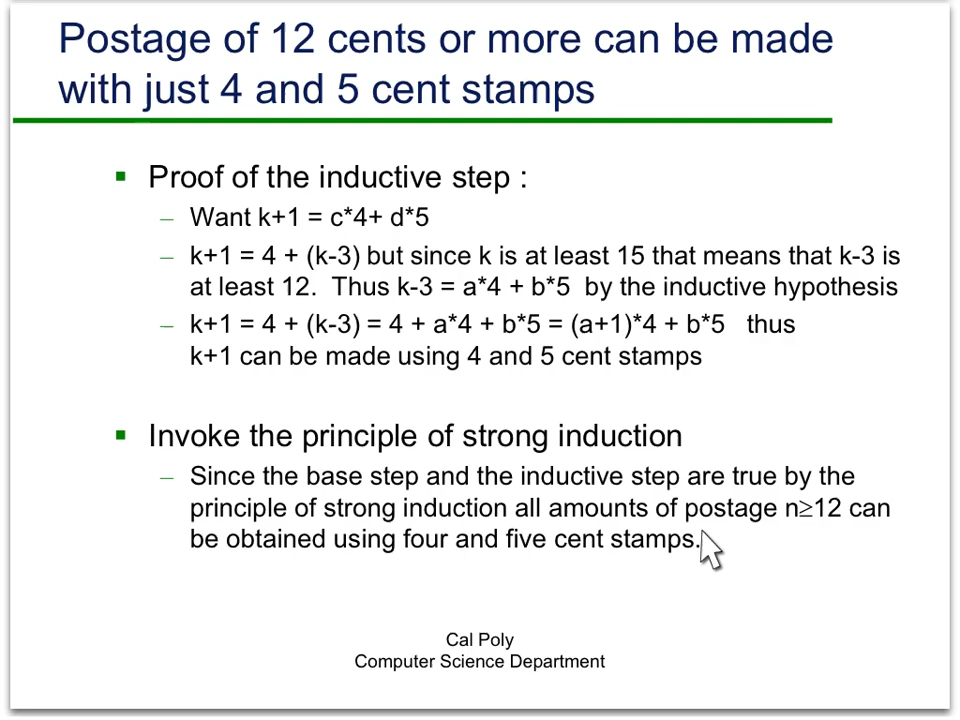 Postage of 12 cents or more can be made
with just 4 and 5 cent stamps
▪ Proof of the inductive step :
– Want k+1 = c*4+ d*5
– k+1 = 4 + (k-3) but since k is at least 15 that means that k-3 is
at least 12.  Thus k-3 = a*4 + b*5  by the inductive hypothesis
– k+1 = 4 + (k-3) = 4 + a*4 + b*5 = (a+1)*4 + b*5   thus
k+1 can be made using 4 and 5 cent stamps
▪ Invoke the principle of strong induction
– Since the base step and the inductive step are true by the
principle of strong induction all amounts of postage n≥12 can
be obtained using four and five cent stamps.
Cal Poly
Computer Science Department